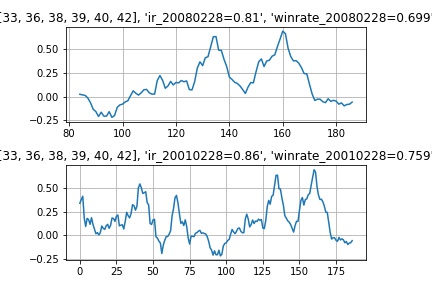 [33, 36, 38, 39, 40, 42], 'ir_20080228=0.81', 'winrate_20080228=0.699'
0.50
0.25
0.00
−0.25
80 100 120 140 160 180
[33, 36, 38, 39, 40, 42], 'ir_20010228=0.86', 'winrate_20010228=0.759'
0.50
0.25
0.00
−0.25
0 25 50 75 100 125 150 175